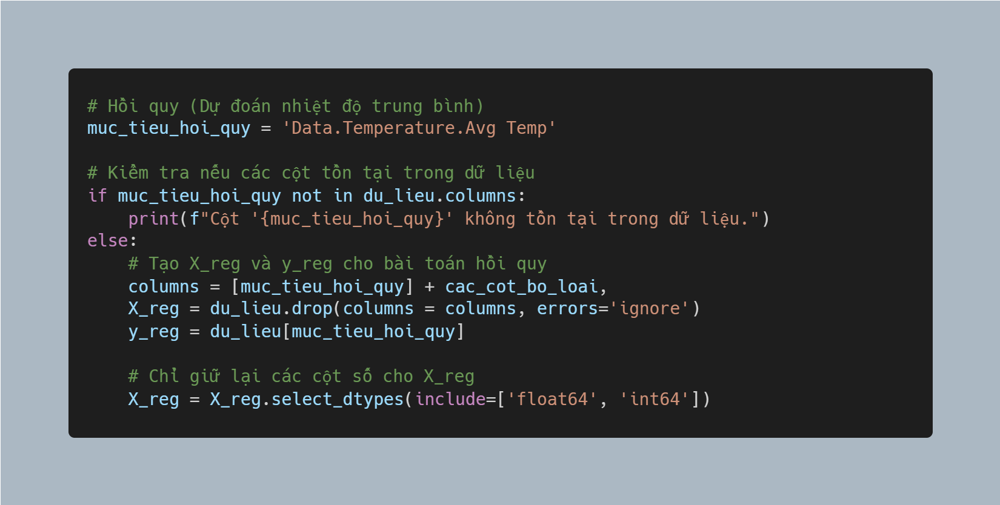 # Hồi quy (Dự đoán nhiệt độ trung bình)
muc_tieu_hoi_quy = 'Data.Temperature.Avg Temp'
# Kiểm tra nếu các cột tồn tại trong dữ liệu
if muc_tieu_hoi_quy not in du_lieu.columns:
    print(f"Cột '{muc_tieu_hoi_quy}' không tồn tại trong dữ liệu.")
else:
    # Tạo X_reg và y_reg cho bài toán hồi quy
    columns = [muc_tieu_hoi_quy] + cac_cot_bo_loai,
    X_reg = du_lieu.drop(columns = columns, errors='ignore')
    y_reg = du_lieu[muc_tieu_hoi_quy]
    # Chỉ giữ lại các cột số cho X_reg
    X_reg = X_reg.select_dtypes(include=['float64', 'int64'])